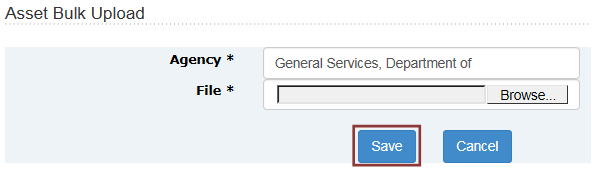 Asset Bulk Upload
Agency * General Services, Department of
File * Browse...
Save Cancel